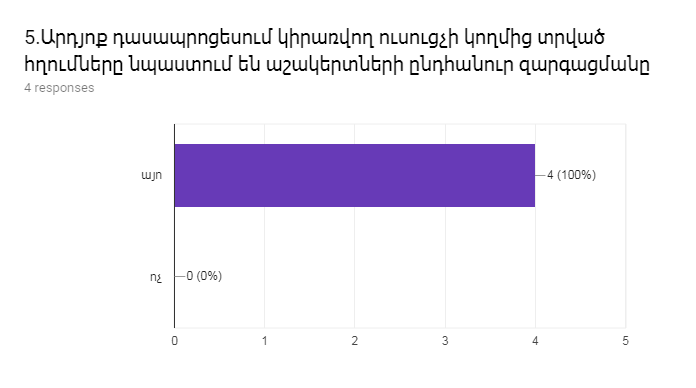 5.Արդյոք դասապրոցեսում կիրառվող ուսուցչի կողմից տրված
հղումները նպաստում են աշակերտների ընդհանուր զարգացմանը
4 responses
այո
4 (100%)
ոչ
0 (0%)
0 1 2 3 4 5